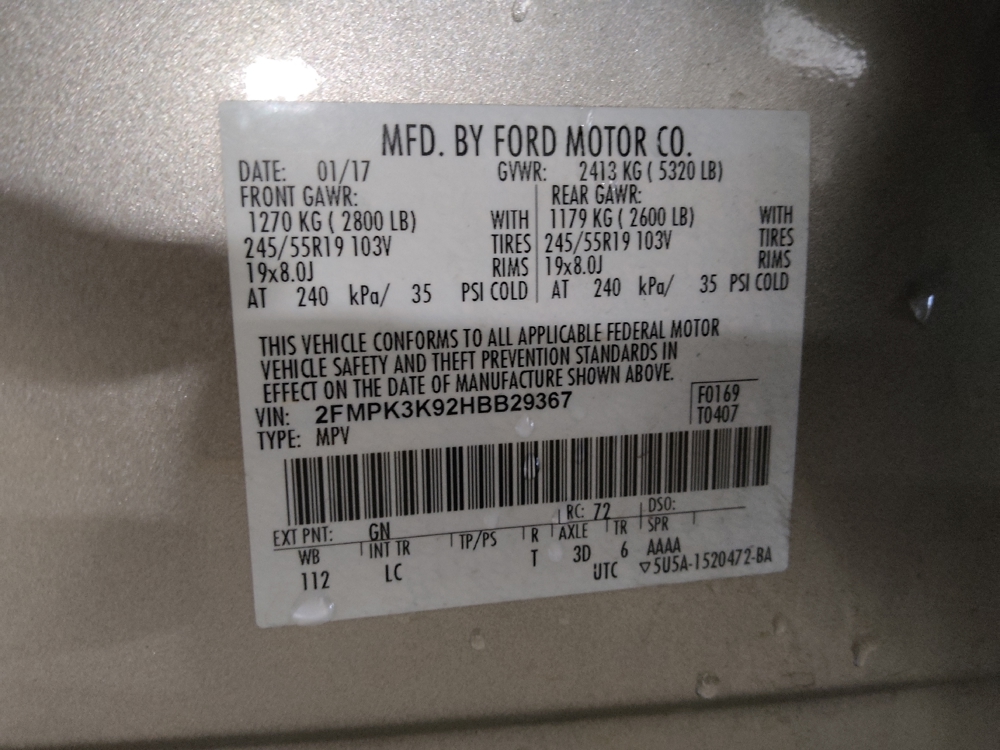 MFD. BY FORD MOTOR CO.
DATE: 01/17 GVWR: 2413 KG ( 5320 LB)
FRONT GAWR: REAR GAWR:
1270 KG ( 2800 LB) WITH 1179 KG ( 2600 LB) WITH
245/55R19 103V TIRES 245/55R19 103V TIRES
19x8.0J RIMS 19x8.0J RIMS
AT 240 kPa/ 35 PSI COLD AT 240 kPa/ 35 PSI COLD
THIS VEHICLE CONFORMS TO ALL APPLICABLE FEDERAL MOTOR
VEHICLE SAFETY AND THEFT PREVENTION STANDARDS IN
EFFECT ON THE DATE OF MANUFACTURE SHOWN ABOVE.
VIN: 2FMPK3K92HBB29367 F0169
TYPE: MPV T0407
EXT PNT: GN RC: 72 DSO:
WB INT TR TP/PS R AXLE TR SPR
112 LC T 3D 6 AAAA
UTC ▽5U5A-1520472-BA